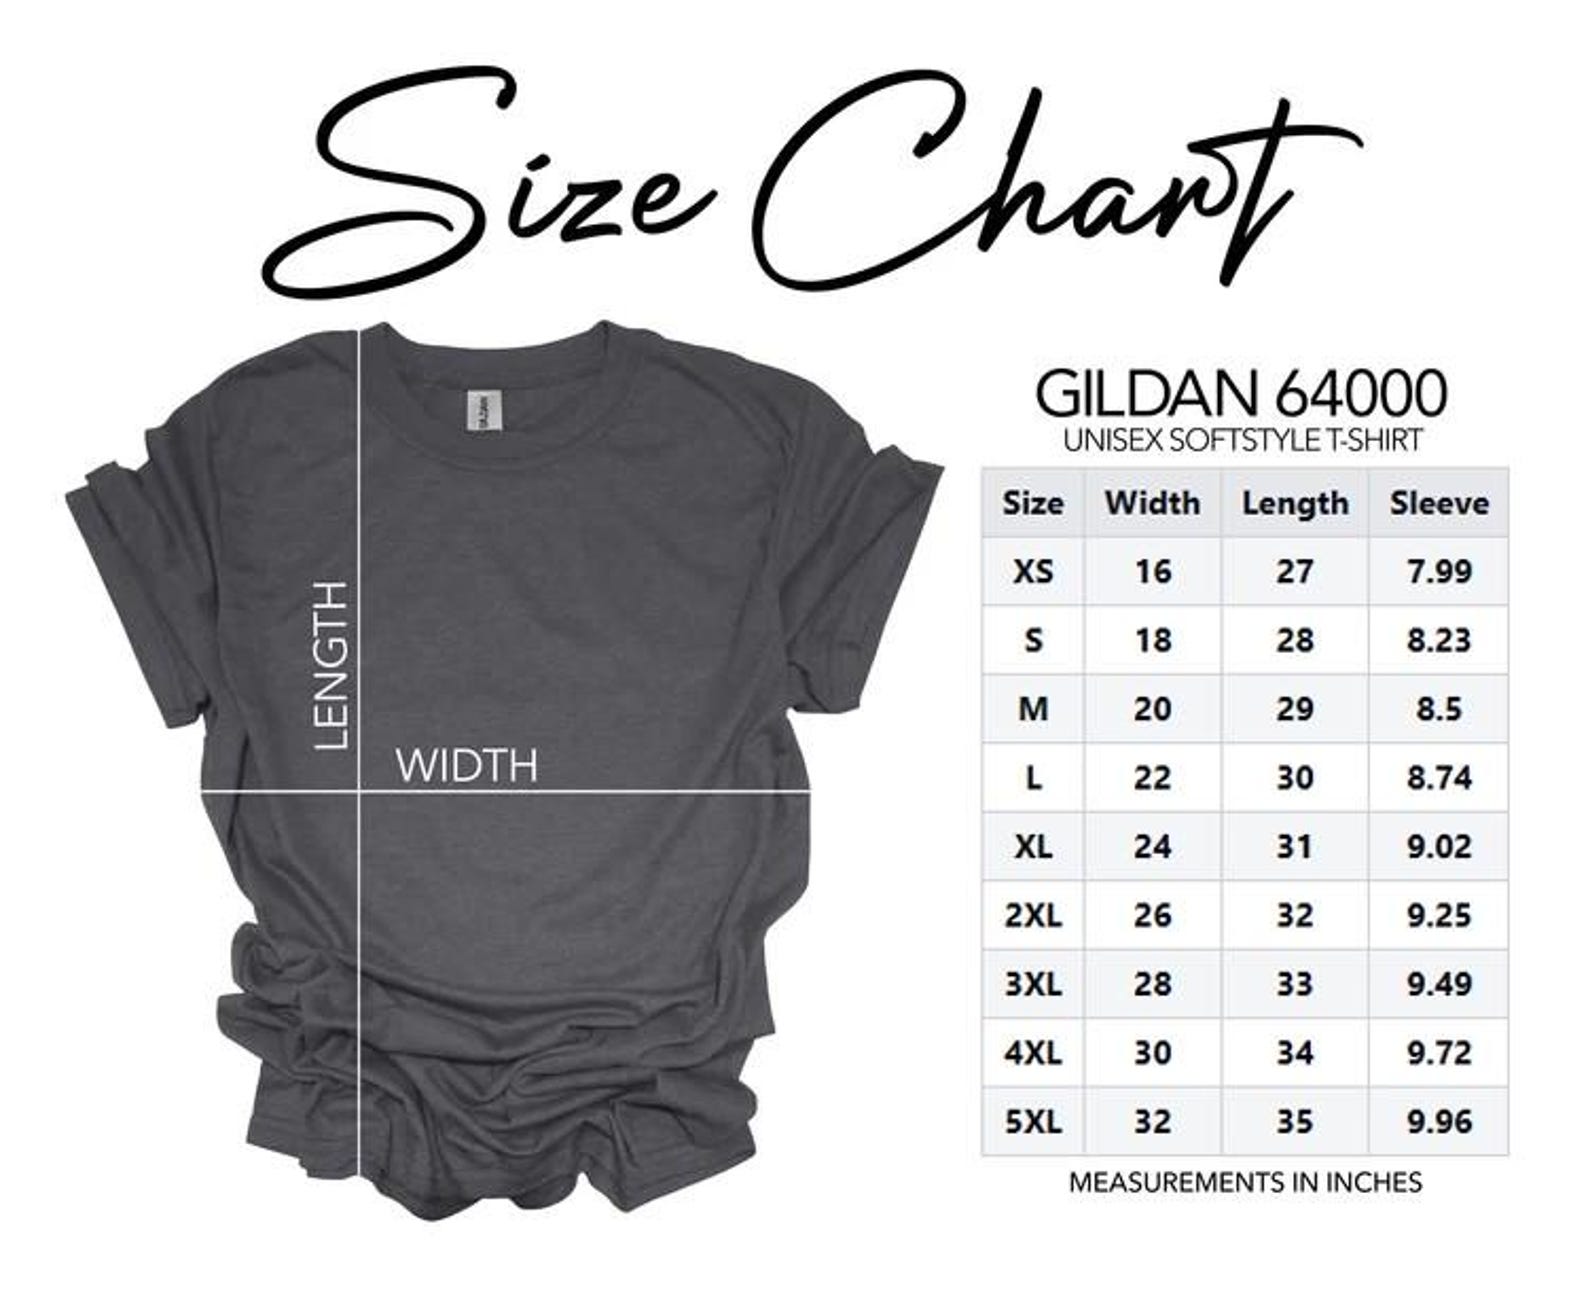 Size Chart
GILDAN
LENGTH
WIDTH
GILDAN 64000
UNISEX SOFTSTYLE T-SHIRT
Size Width Length Sleeve
XS 16 27 7.99
S 18 28 8.23
M 20 29 8.5
L 22 30 8.74
XL 24 31 9.02
2XL 26 32 9.25
3XL 28 33 9.49
4XL 30 34 9.72
5XL 32 35 9.96
MEASUREMENTS IN INCHES